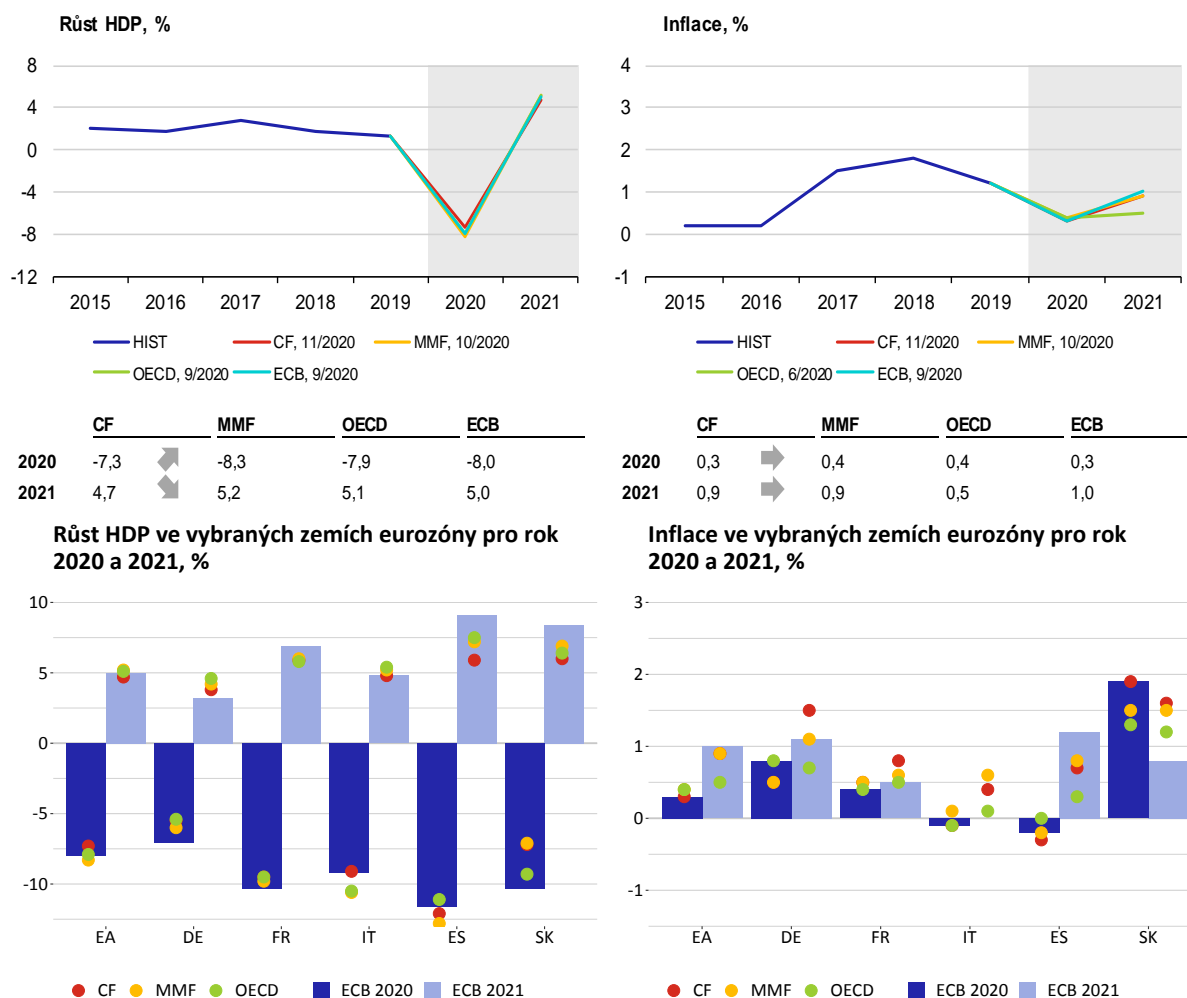 Růst HDP, %
8
4
0
-4
-8
-12
2015 2016 2017 2018 2019 2020 2021
HIST CF, 11/2020 MMF, 10/2020
OECD, 9/2020 ECB, 9/2020
CF MMF OECD ECB
2020 -7,3 -8,3 -7,9 -8,0
2021 4,7 5,2 5,1 5,0
Inflace, %
4
3
2
1
0
-1
2015 2016 2017 2018 2019 2020 2021
HIST CF, 11/2020 MMF, 10/2020
OECD, 6/2020 ECB, 9/2020
CF MMF OECD ECB
2020 0,3 0,4 0,4 0,3
2021 0,9 0,9 0,5 1,0
Růst HDP ve vybraných zemích eurozóny pro rok
2020 a 2021, %
10
5
0
-5
-10
EA DE FR IT ES SK
CF MMF OECD ECB 2020 ECB 2021
Inflace ve vybraných zemích eurozóny pro rok
2020 a 2021, %
3
2
1
0
-1
EA DE FR IT ES SK
CF MMF OECD ECB 2020 ECB 2021